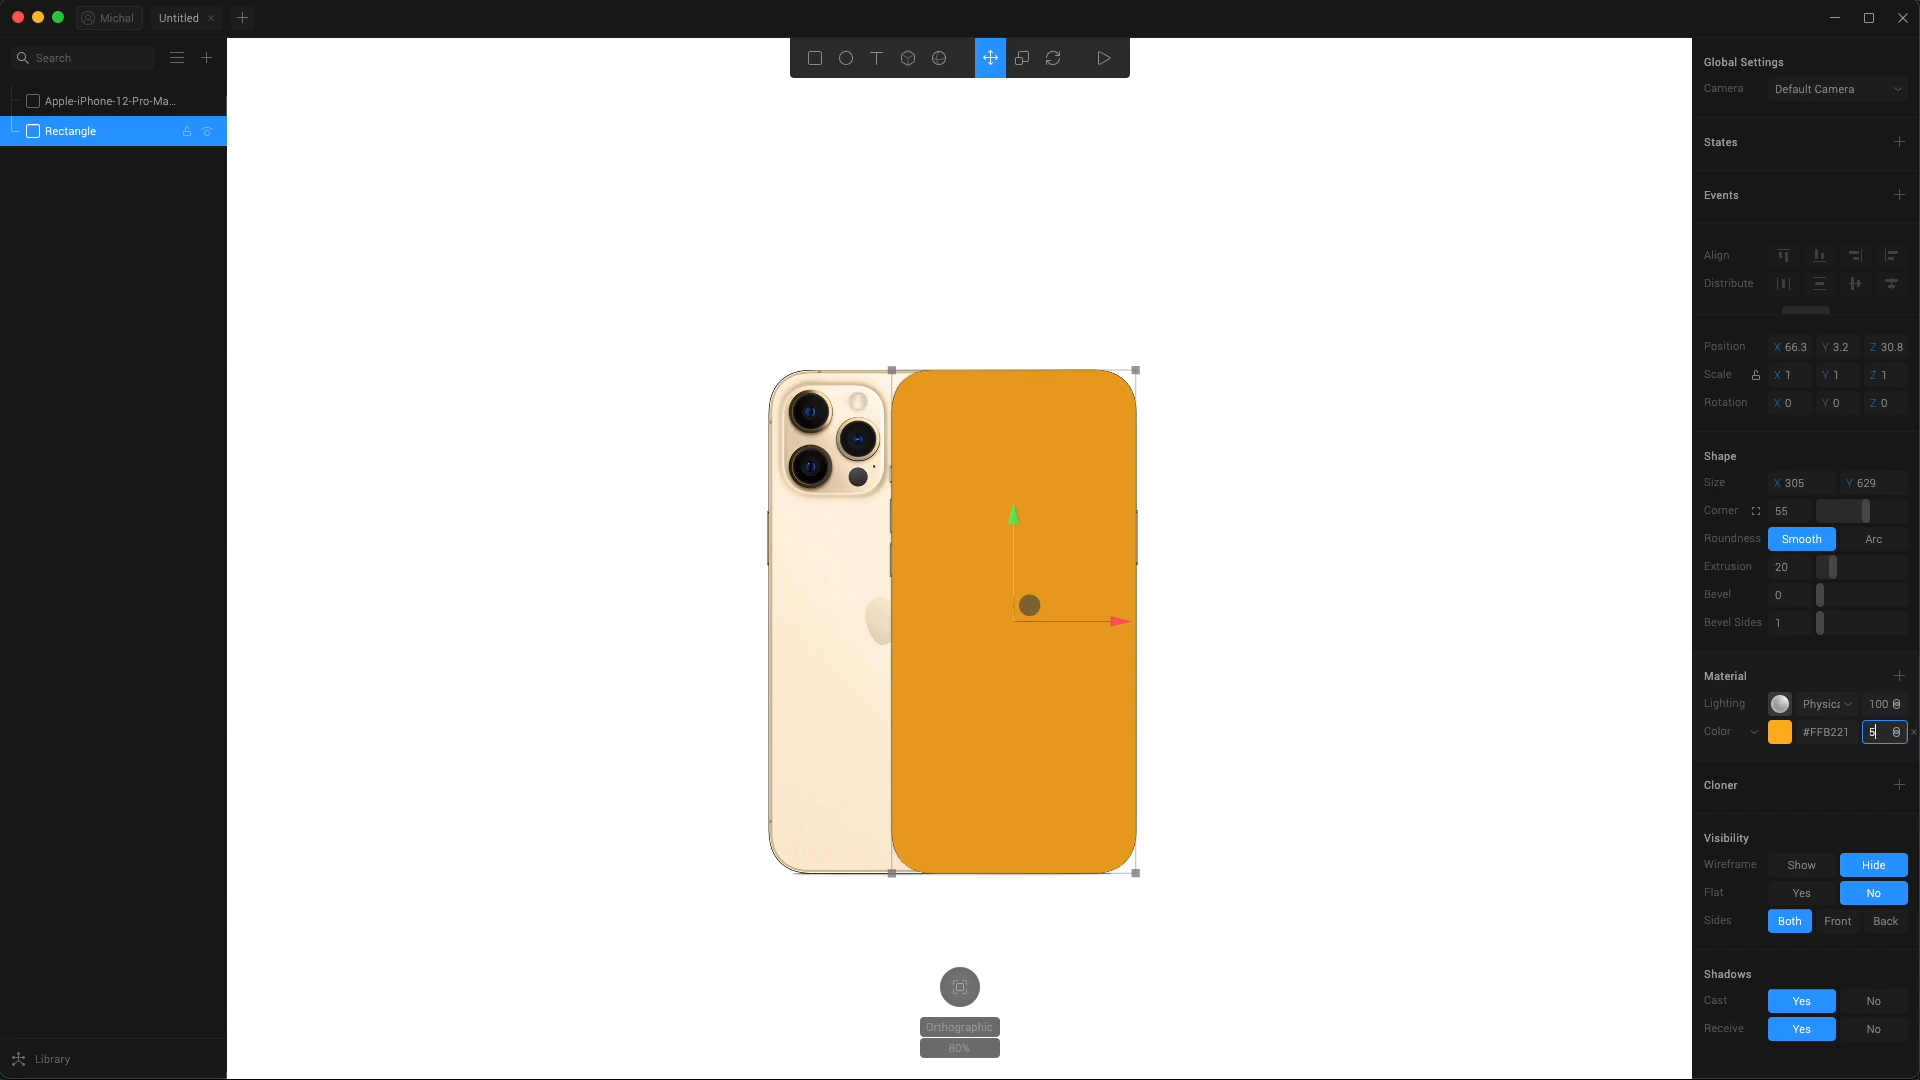 Michal
Untitled
Search
Apple-iPhone-12-Pro-Ma...
Rectangle
Library
Orthographic
80%
Global Settings
Camera Default Camera
States
Events
Align
Distribute
Position X 66.3 Y 3.2 Z 30.8
Scale X 1 Y 1 Z 1
Rotation X 0 Y 0 Z 0
Shape
Size X 305 Y 629
Corner 55
Roundness Smooth Arc
Extrusion 20
Bevel 0
Bevel Sides 1
Material
Lighting Physica 100
Color #FFB221 5
Cloner
Visibility
Wireframe Show Hide
Flat Yes No
Sides Both Front Back
Shadows
Cast Yes No
Receive Yes No